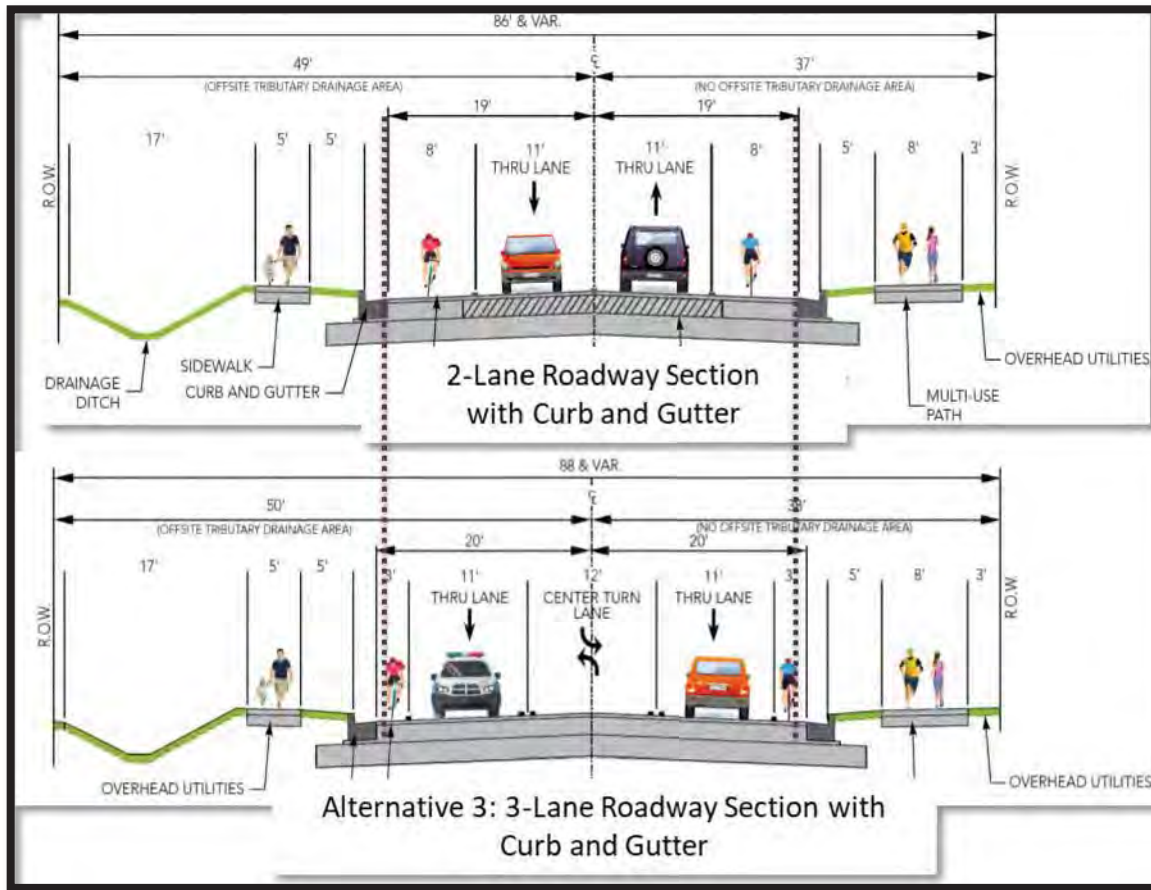 86' & VAR.
49'
℄
37'
(OFFSITE TRIBUTARY DRAINAGE AREA)
(NO OFFSITE TRIBUTARY DRAINAGE AREA)
19'
19'
17'
5'
5'
8'
11'
THRU LANE
11'
THRU LANE
8'
5'
8'
3'
R.O.W.
R.O.W.
SIDEWALK
DRAINAGE
DITCH
CURB AND GUTTER
OVERHEAD UTILITIES
MULTI-USE
PATH
2-Lane Roadway Section
with Curb and Gutter
88 & VAR.
50'
℄
(OFFSITE TRIBUTARY DRAINAGE AREA)
(NO OFFSITE TRIBUTARY DRAINAGE AREA)
20'
20'
17'
5'
5'
3'
11'
THRU LANE
12'
CENTER TURN
LANE
11'
THRU LANE
3'
5'
8'
3'
R.O.W.
R.O.W.
OVERHEAD UTILITIES
OVERHEAD UTILITIES
Alternative 3: 3-Lane Roadway Section with
Curb and Gutter